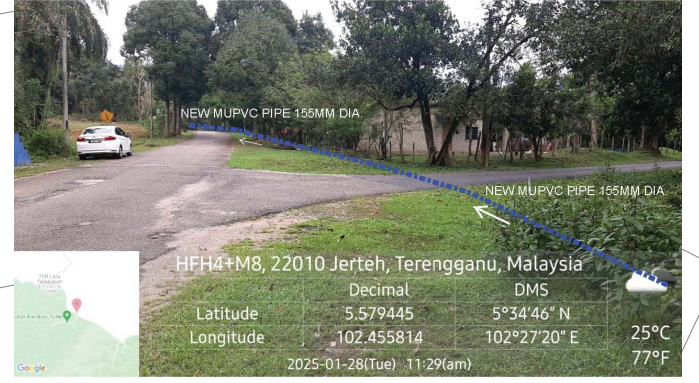 NEW MUPVC PIPE 155MM DIA.
NEW MUPVC PIPE 155MM DIA.
HFH4+M8, 22010 Jerteh, Terengganu, Malaysia
Decimal DMS
Latitude 5.579445 5°34'46" N
Longitude 102.455814 102°27'20" E
25°C
2025-01-28(Tue) 11:29(am)
77°F
Google